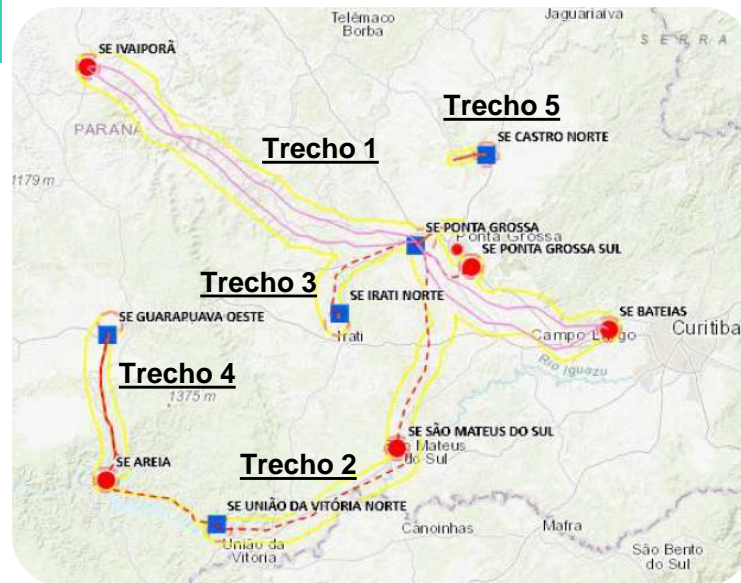 Telêmaco
Borba
Jaguariaíva
SERRA
SE IVAIPORÃ
PARANÁ
Trecho 1
Trecho 5
SE CASTRO NORTE
1179 m
SE PONTA GROSSA
Ponta Grossa
SE PONTA GROSSA SUL
Trecho 3
SE IRATI NORTE
Irati
SE GUARAPUAVA OESTE
SE BATEIAS
Campo Largo
Curitiba
Rio Iguazu
Trecho 4
1375 m
SE SÃO MATEUS DO SUL
Mateus
do Sul
SE AREIA
Trecho 2
SE UNIÃO DA VITÓRIA NORTE
União da
Vitória
Canoinhas
Mafra
São Bento
do Sul